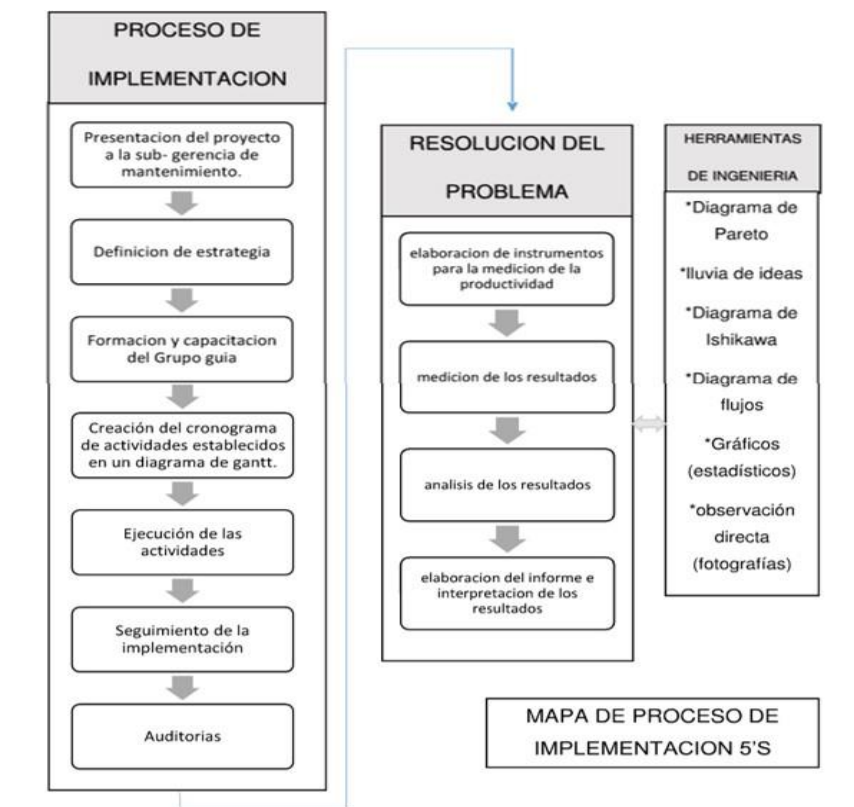 PROCESO DE
IMPLEMENTACION
Presentacion del proyecto
a la sub- gerencia de
mantenimiento.
Definicion de estrategia
Formacion y capacitacion
del Grupo guia
Creación del cronograma
de actividades establecidos
en un diagrama de gantt.
Ejecución de las
actividades
Seguimiento de la
implementación
Auditorias
RESOLUCION DEL
PROBLEMA
elaboracion de instrumentos
para la medicion de la
productividad
medicion de los resultados
analisis de los resultados
elaboracion del informe e
interpretacion de los
resultados
HERRAMIENTAS
DE INGENIERIA
*Diagrama de
Pareto
*lluvia de ideas
*Diagrama de
Ishikawa
*Diagrama de
flujos
*Gráficos
(estadísticos)
*observación
directa
(fotografías)
MAPA DE PROCESO DE
IMPLEMENTACION 5'S